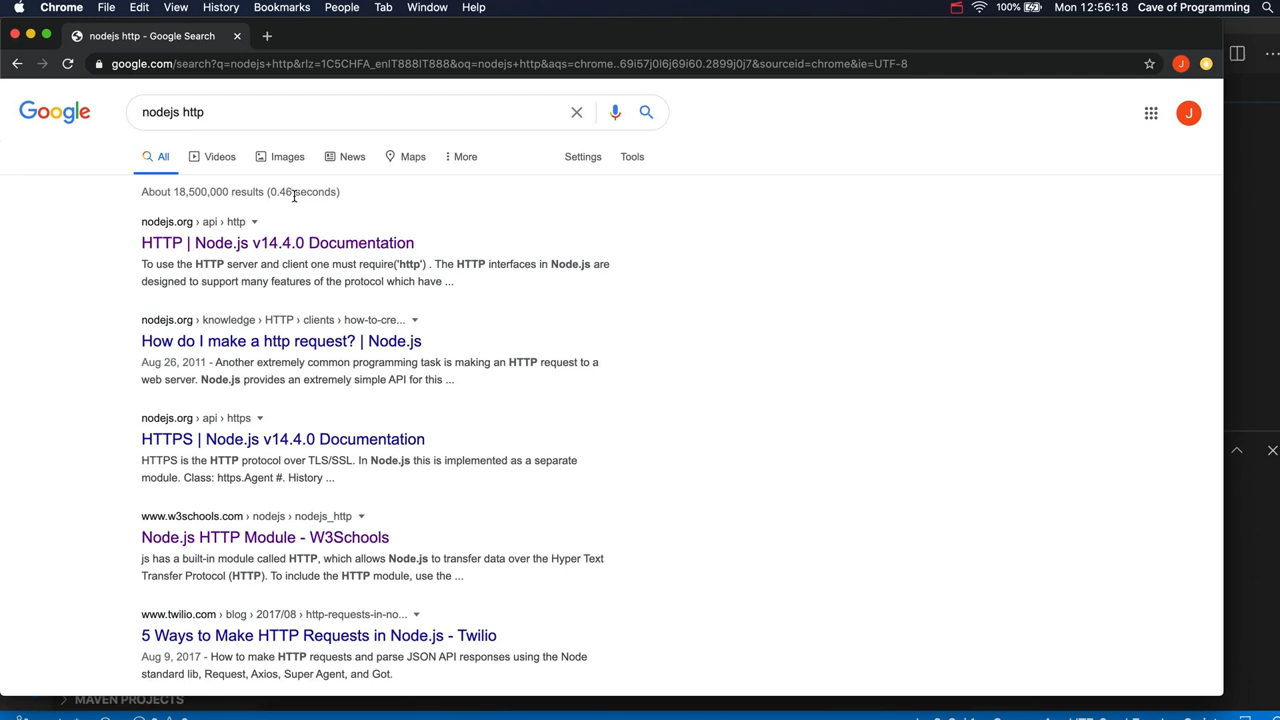 Chrome File Edit View History Bookmarks People Tab Window Help 100% Mon 12:56:18 Cave of Programming
nodejs http - Google Search
google.com/search?q=nodejs+http&rlz=1C5CHFA_enIT888IT888&oq=nodejs+http&aqs=chrome..69i57j0l6j69i60.2899j0j7&sourceid=chrome&ie=UTF-8
Google nodejs http J
All Videos Images News Maps More Settings Tools
About 18,500,000 results (0.46 seconds)
nodejs.org › api › http
HTTP | Node.js v14.4.0 Documentation
To use the HTTP server and client one must require('http') . The HTTP interfaces in Node.js are
designed to support many features of the protocol which have ...
nodejs.org › knowledge › HTTP › clients › how-to-cre...
How do I make a http request? | Node.js
Aug 26, 2011 - Another extremely common programming task is making an HTTP request to a
web server. Node.js provides an extremely simple API for this ...
nodejs.org › api › https
HTTPS | Node.js v14.4.0 Documentation
HTTPS is the HTTP protocol over TLS/SSL. In Node.js this is implemented as a separate
module. Class: https.Agent #. History ...
www.w3schools.com › nodejs › nodejs_http
Node.js HTTP Module - W3Schools
js has a built-in module called HTTP, which allows Node.js to transfer data over the Hyper Text
Transfer Protocol (HTTP). To include the HTTP module, use the ...
www.twilio.com › blog › 2017/08 › http-requests-in-no...
5 Ways to Make HTTP Requests in Node.js - Twilio
Aug 9, 2017 - How to make HTTP requests and parse JSON API responses using the Node
standard lib, Request, Axios, Super Agent, and Got.
MAVEN PROJECTS